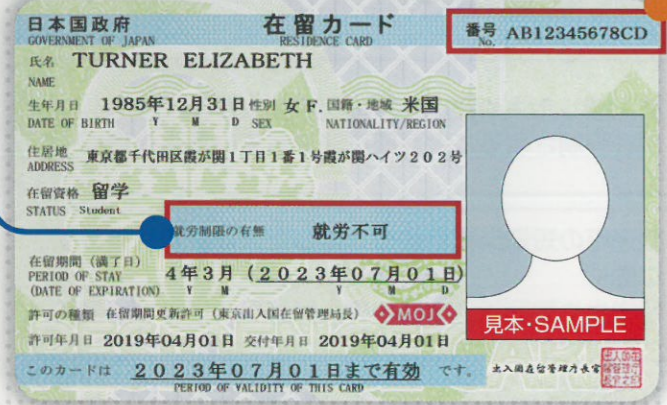 日本国政府 在留カード 番号 AB12345678CD
GOVERNMENT OF JAPAN RESIDENCE CARD No.
氏名 TURNER ELIZABETH
NAME
生年月日 1985年12月31日 性別 女 F. 国籍・地域 米国
DATE OF BIRTH Y M D SEX NATIONALITY/REGION
住居地 東京都千代田区霞が関1丁目1番1号霞が関ハイツ202号
ADDRESS
在留資格 留学
STATUS Student
就労制限の有無 就労不可
在留期間(満了日)
PERIOD OF STAY 4年3月(2023年07月01日)
(DATE OF EXPIRATION) Y M Y M D
許可の種類 在留期間更新許可(東京出入国在留管理局長) MOJ
見本・SAMPLE
許可年月日 2019年04月01日 交付年月日 2019年04月01日
このカードは 2023年07月01日まで有効 です。 出入国在留管理庁長官
PERIOD OF VALIDITY OF THIS CARD